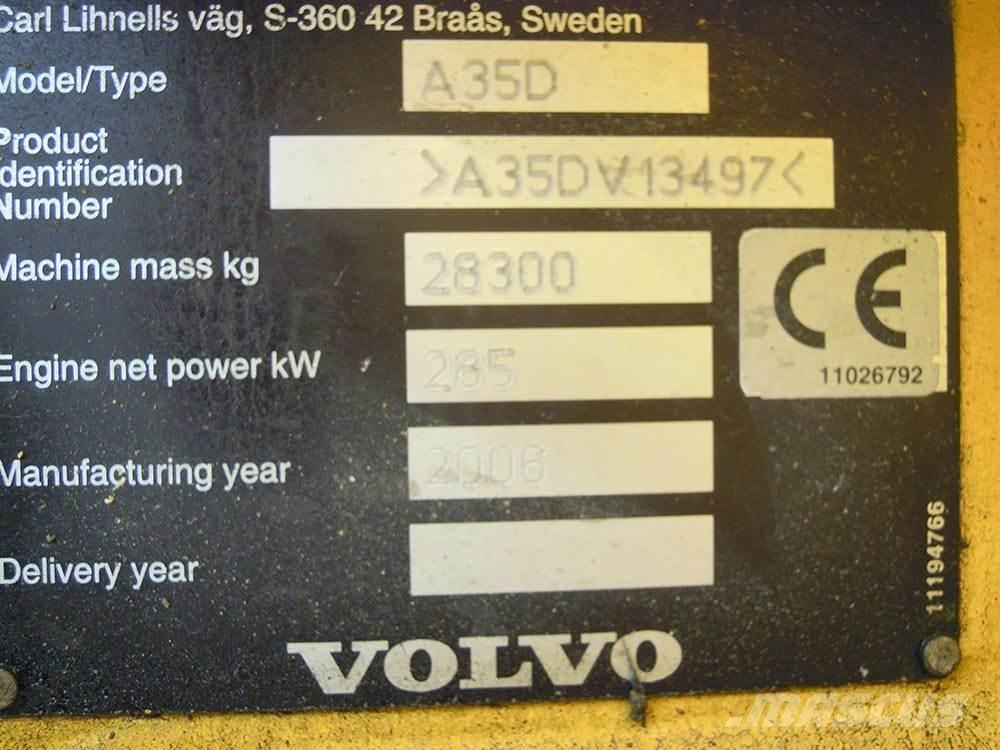 Carl Lihnells väg, S-360 42 Braås, Sweden
Model/Type A35D
Product
Identification
Number >A35DV13497<
Machine mass kg 28300
CE
11026792
Engine net power kW 285
Manufacturing year 2006
Delivery year
11194766
VOLVO
mascus